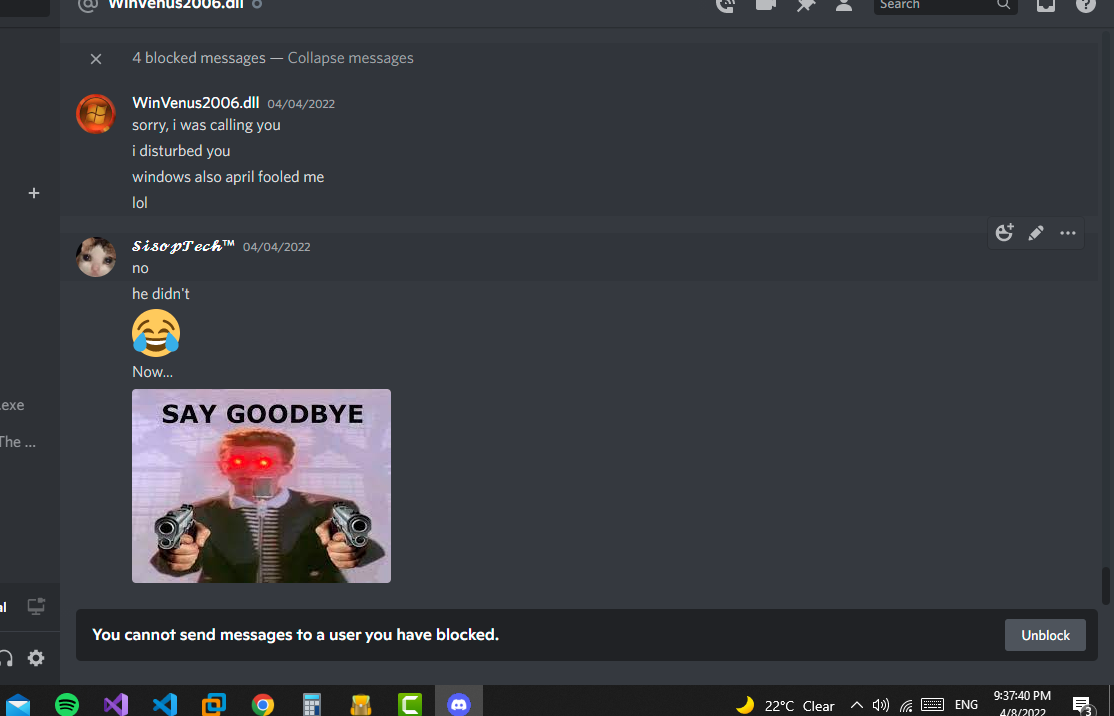 WinVenus2006.dll
Search
4 blocked messages — Collapse messages
WinVenus2006.dll 04/04/2022
sorry, i was calling you
i disturbed you
windows also april fooled me
lol
𝓢𝓲𝓼𝓸𝓹𝓣𝓮𝓬𝓱™ 04/04/2022
no
he didn't
Now...
.exe
The ...
SAY GOODBYE
You cannot send messages to a user you have blocked.
Unblock
22°C Clear
ENG
9:37:40 PM
4/8/2022
3